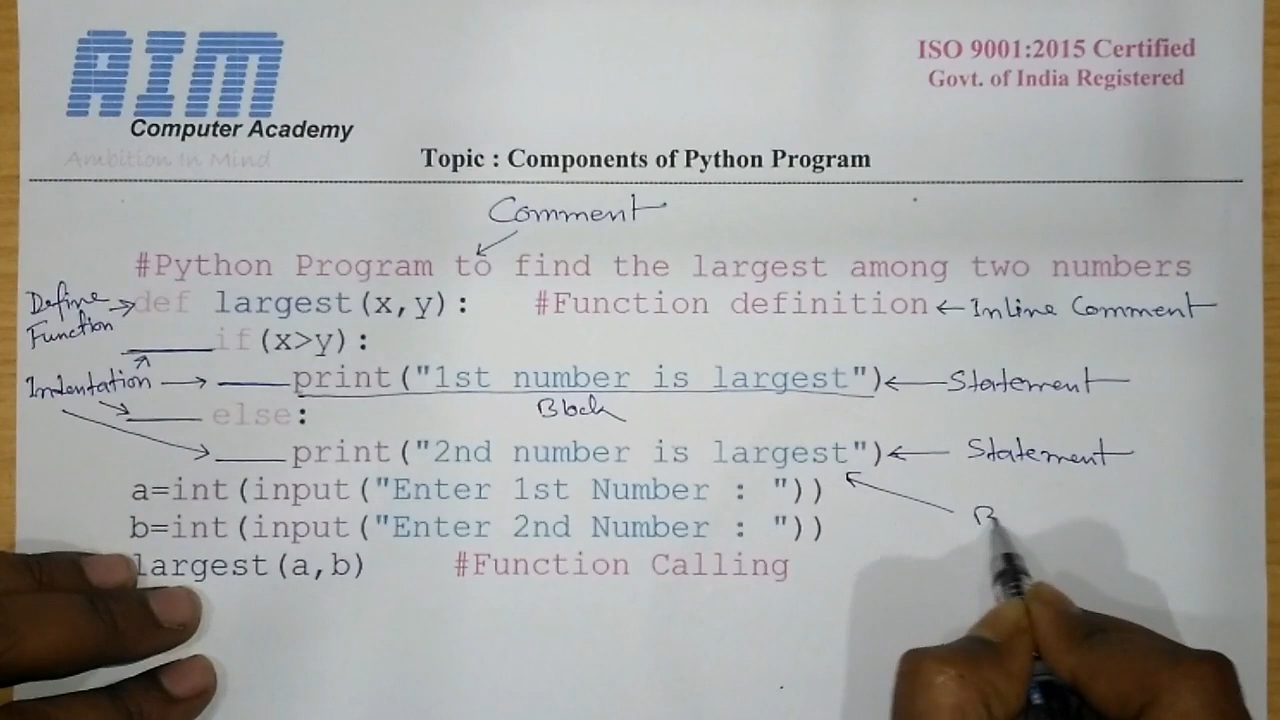 AIM
Computer Academy
Ambition In Mind
ISO 9001:2015 Certified
Govt. of India Registered
Topic : Components of Python Program
Comment
#Python Program to find the largest among two numbers
Define Function
def largest(x,y): #Function definition
Inline Comment
if(x>y):
Indentation
print("1st number is largest")
Statement
Block
else:
print("2nd number is largest")
Statement
a=int(input("Enter 1st Number : "))
B
b=int(input("Enter 2nd Number : "))
largest(a,b) #Function Calling